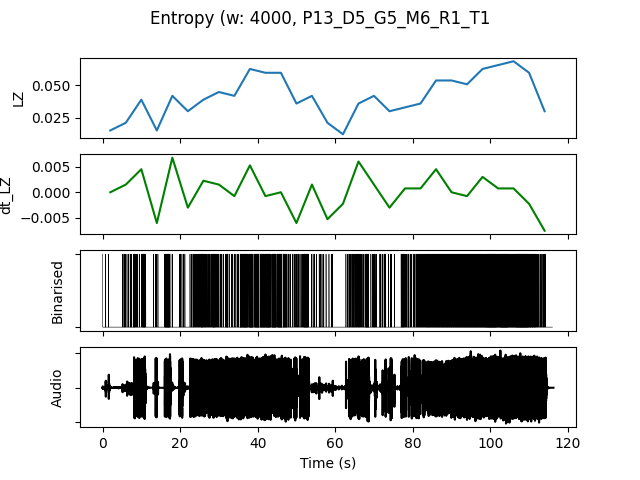 Entropy (w: 4000, P13_D5_G5_M6_R1_T1
LZ
0.050
0.025
dt_LZ
0.005
0.000
−0.005
Binarised
Audio
0 20 40 60 80 100 120
Time (s)